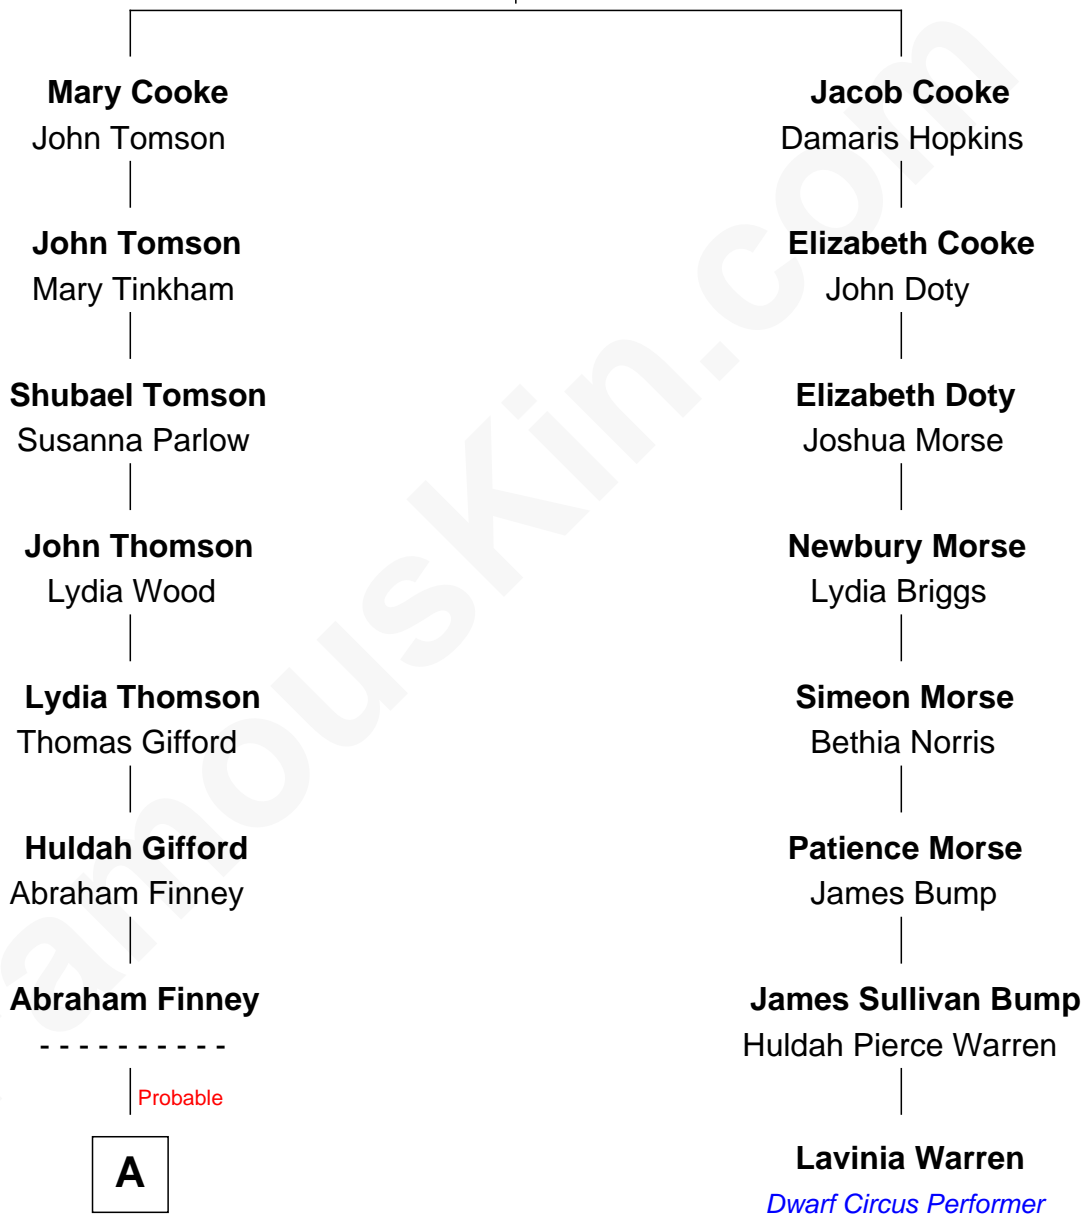 Mary Cooke
John Tomson
John Tomson
Mary Tinkham
Shubael Tomson
Susanna Parlow
John Thomson
Lydia Wood
Lydia Thomson
Thomas Gifford
Huldah Gifford
Abraham Finney
Abraham Finney
- - - - - - - - - -
Probable
A
Jacob Cooke
Damaris Hopkins
Elizabeth Cooke
John Doty
Elizabeth Doty
Joshua Morse
Newbury Morse
Lydia Briggs
Simeon Morse
Bethia Norris
Patience Morse
James Bump
James Sullivan Bump
Huldah Pierce Warren
Lavinia Warren
Dwarf Circus Performer
amouskin.com